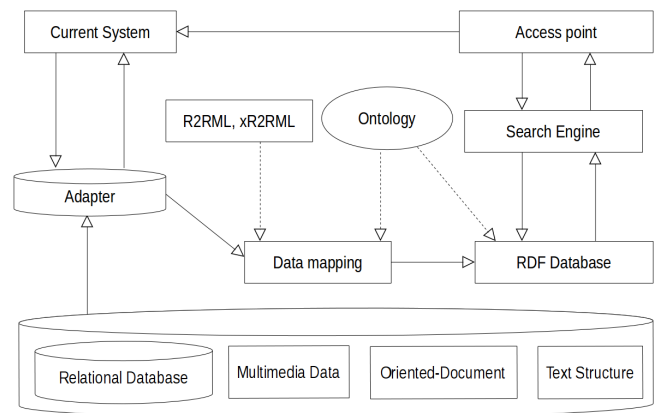 Current System
Access point
R2RML, xR2RML
Ontology
Search Engine
Adapter
Data mapping
RDF Database
Relational Database
Multimedia Data
Oriented-Document
Text Structure